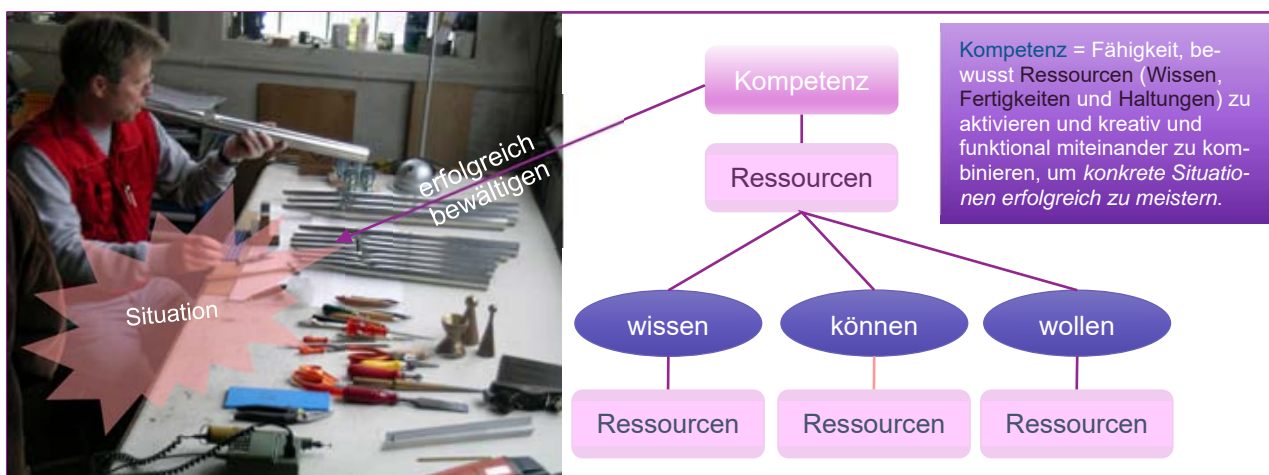 Kompetenz
Ressourcen
wissen
können
wollen
Ressourcen
Ressourcen
Ressourcen
erfolgreich
bewältigen
Situation
Kompetenz = Fähigkeit, be-
wusst Ressourcen (Wissen,
Fertigkeiten und Haltungen) zu
aktivieren und kreativ und
funktional miteinander zu kom-
binieren, um konkrete Situatio-
nen erfolgreich zu meistern.